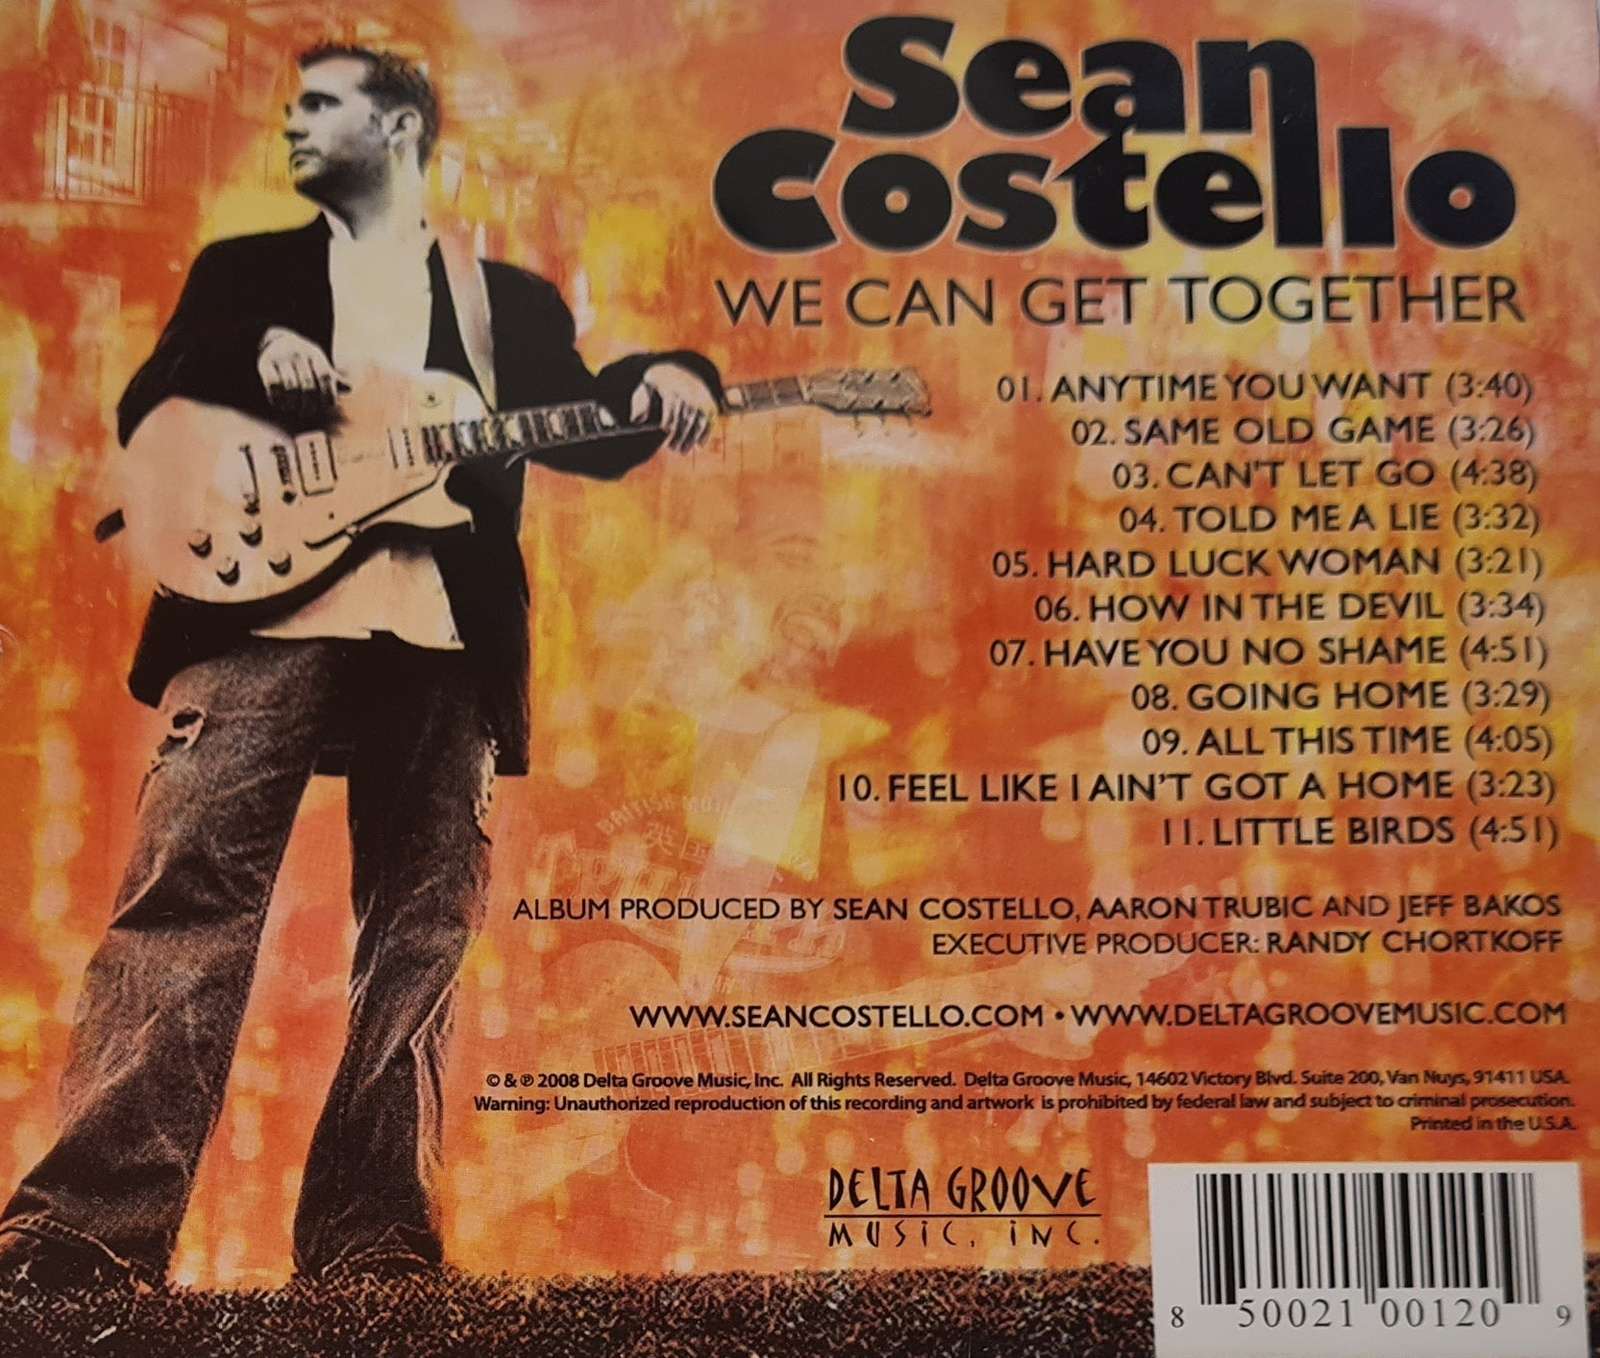 Sean
Costello
WE CAN GET TOGETHER
01. ANYTIME YOU WANT (3:40)
02. SAME OLD GAME (3:26)
03. CAN'T LET GO (4:38)
04. TOLD ME A LIE (3:32)
05. HARD LUCK WOMAN (3:21)
06. HOW IN THE DEVIL (3:34)
07. HAVE YOU NO SHAME (4:51)
08. GOING HOME (3:29)
09. ALL THIS TIME (4:05)
10. FEEL LIKE I AIN'T GOT A HOME (3:23)
11. LITTLE BIRDS (4:51)
BRITISH
ALBUM PRODUCED BY SEAN COSTELLO, AARON TRUBIC AND JEFF BAKOS
EXECUTIVE PRODUCER: RANDY CHORTKOFF
WWW.SEANCOSTELLO.COM • WWW.DELTAGROOVEMUSIC.COM
© & ℗ 2008 Delta Groove Music, Inc. All Rights Reserved. Delta Groove Music, 14602 Victory Blvd. Suite 200, Van Nuys, 91411 USA.
Warning: Unauthorized reproduction of this recording and artwork is prohibited by federal law and subject to criminal prosecution.
Printed in the U.S.A.
DELTA GROOVE
MUSIC, INC.
8 50021 00120 9